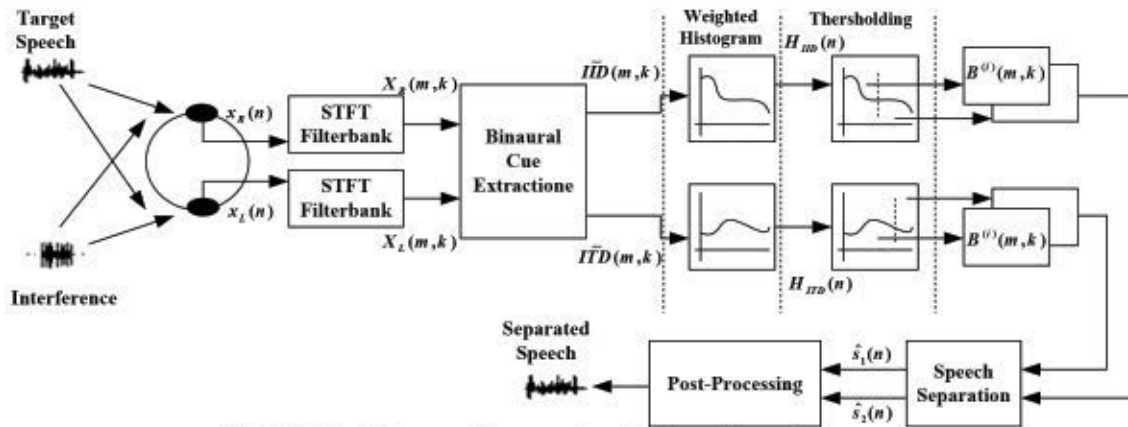 Target
Speech
Interference
x_R(n)
x_L(n)
X_R(m,k)
STFT
Filterbank
STFT
Filterbank
X_L(m,k)
Binaural
Cue
Extractione
IID(m,k)
ITD(m,k)
Weighted
Histogram
Thersholding
H_IID(n)
H_ITD(n)
B^(i)(m,k)
B^(i)(m,k)
Speech
Separation
ŝ_1(n)
ŝ_2(n)
Post-Processing
Separated
Speech